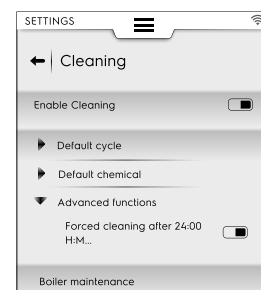 SETTINGS
Cleaning
Enable Cleaning
Default cycle
Default chemical
Advanced functions
Forced cleaning after 24:00
H:M...
Boiler maintenance